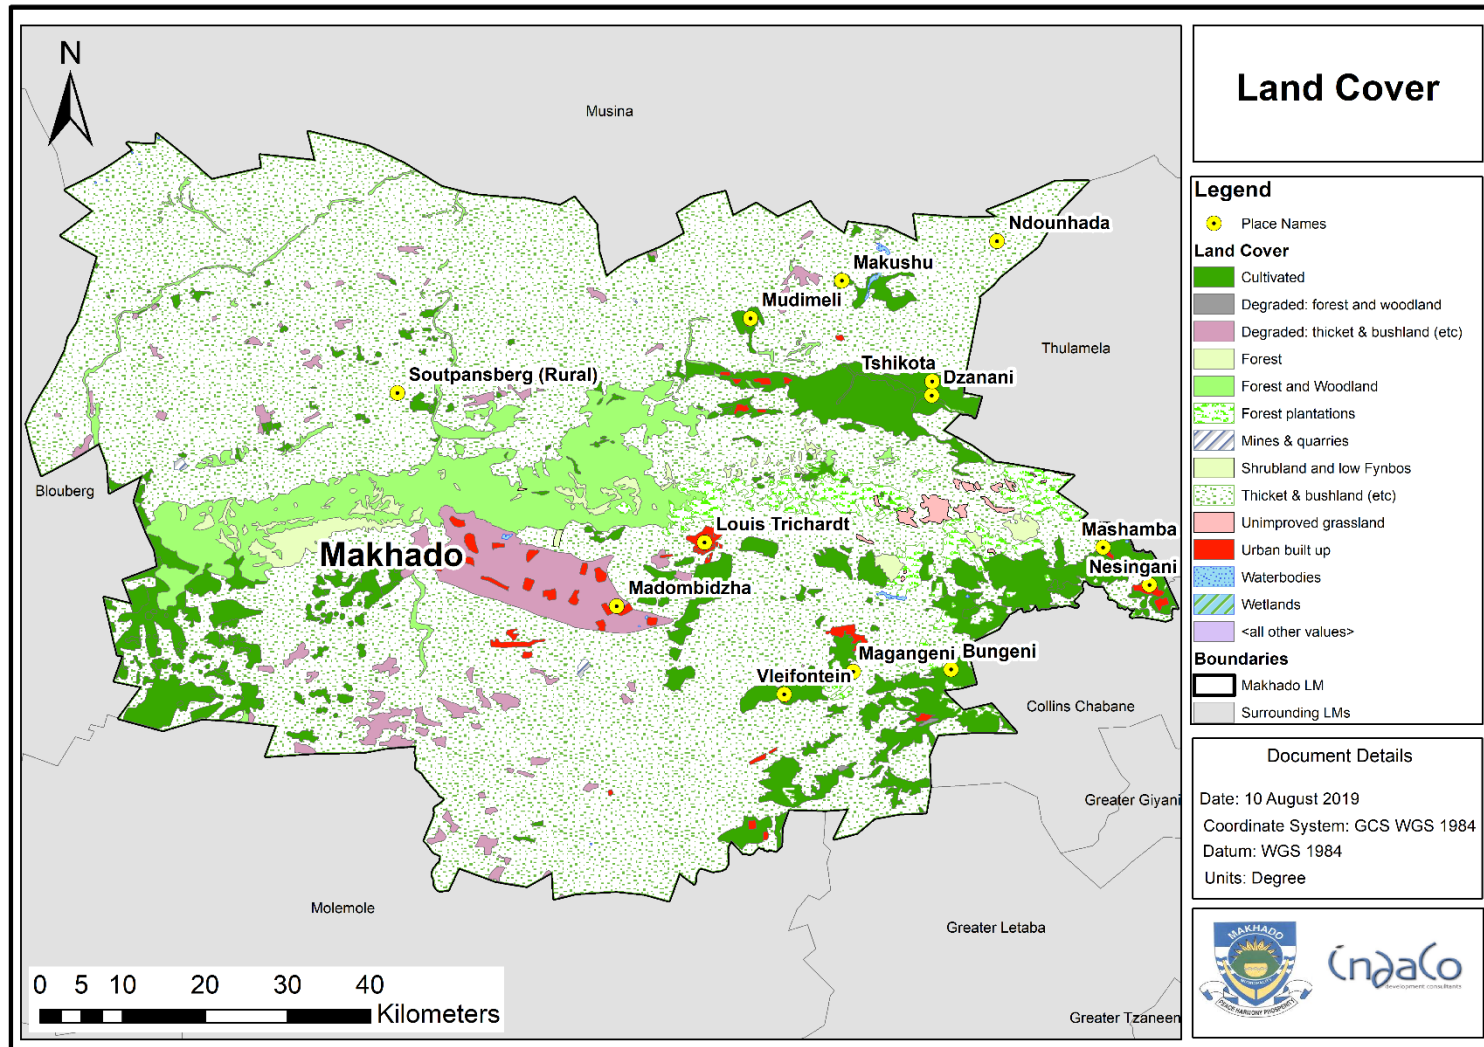 N
Musina
Ndounhada
Makushu
Mudimeli
Thulamela
Tshikota
Dzanani
Soutpansberg (Rural)
Blouberg
Louis Trichardt
Mashamba
Makhado
Nesingani
Madombidzha
Magangeni
Bungeni
Vleifontein
Collins Chabane
Greater Giyani
Molemole
Greater Letaba
Greater Tzaneen
0 5 10 20 30 40
Kilometers
Land Cover
Legend
Place Names
Land Cover
Cultivated
Degraded: forest and woodland
Degraded: thicket & bushland (etc)
Forest
Forest and Woodland
Forest plantations
Mines & quarries
Shrubland and low Fynbos
Thicket & bushland (etc)
Unimproved grassland
Urban built up
Waterbodies
Wetlands
<all other values>
Boundaries
Makhado LM
Surrounding LMs
Document Details
Date: 10 August 2019
Coordinate System: GCS WGS 1984
Datum: WGS 1984
Units: Degree
MAKHADO
PEACE HARMONY PROSPERITY
indaco
development consultants